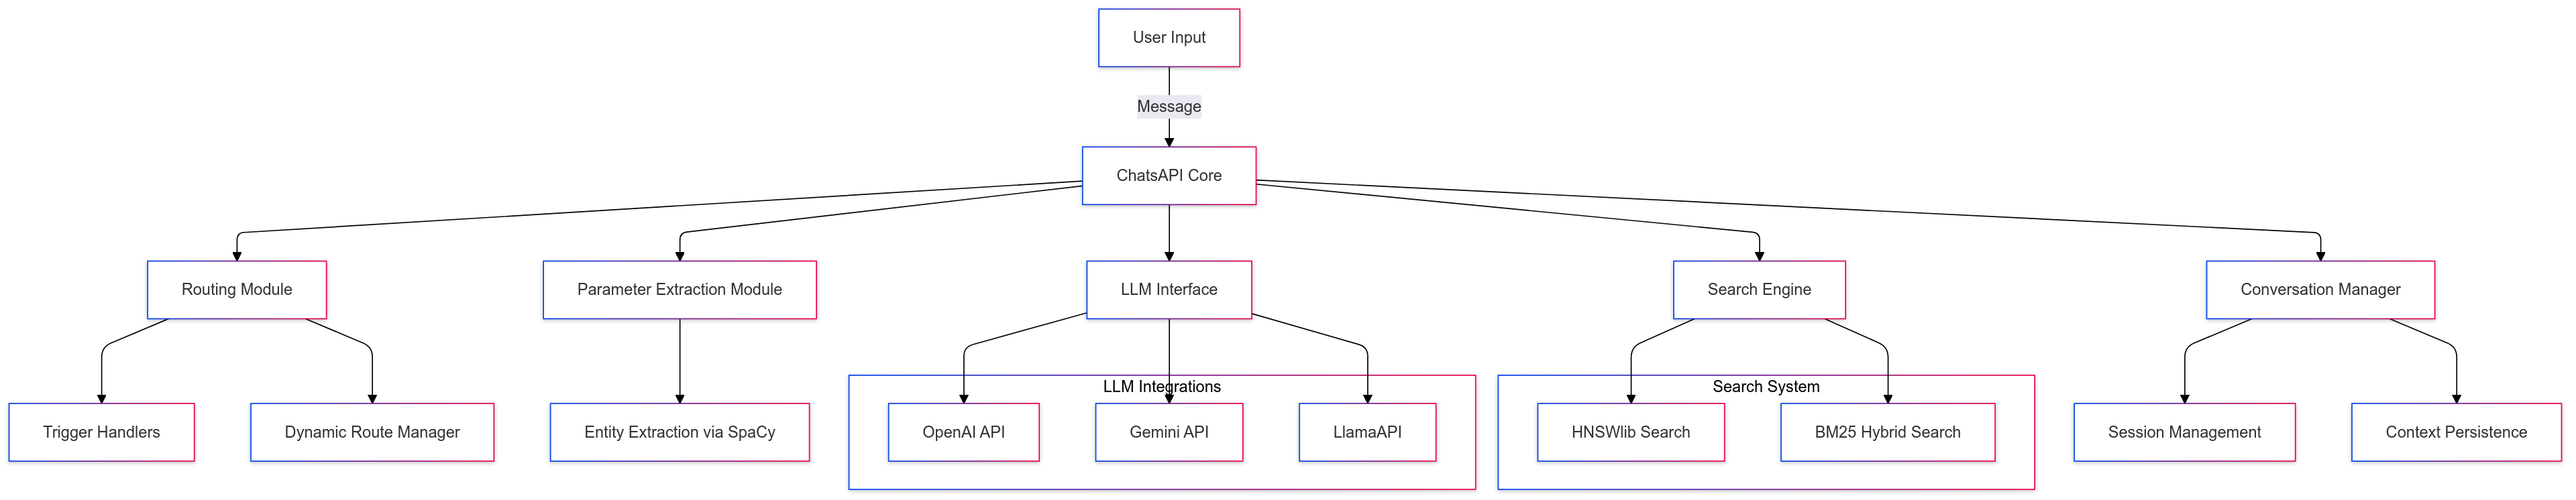 User Input
Message
ChatsAPI Core
Routing Module
Parameter Extraction Module
LLM Interface
Search Engine
Conversation Manager
LLM Integrations
Search System
Trigger Handlers
Dynamic Route Manager
Entity Extraction via SpaCy
OpenAI API
Gemini API
LlamaAPI
HNSWlib Search
BM25 Hybrid Search
Session Management
Context Persistence